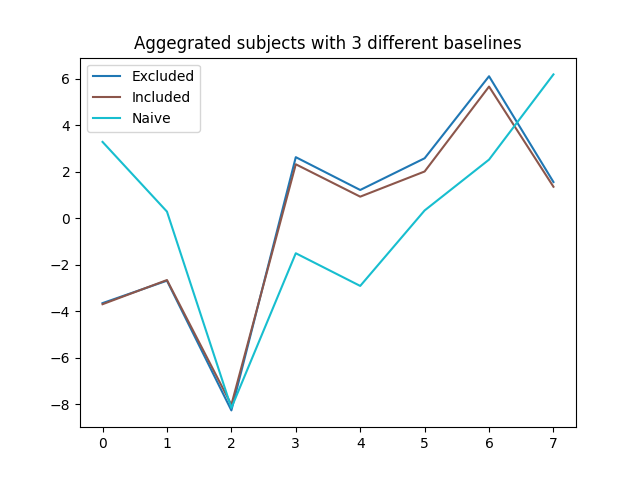 Aggegrated subjects with 3 different baselines
Excluded
Included
Naive
6
4
2
0
−2
−4
−6
−8
0 1 2 3 4 5 6 7